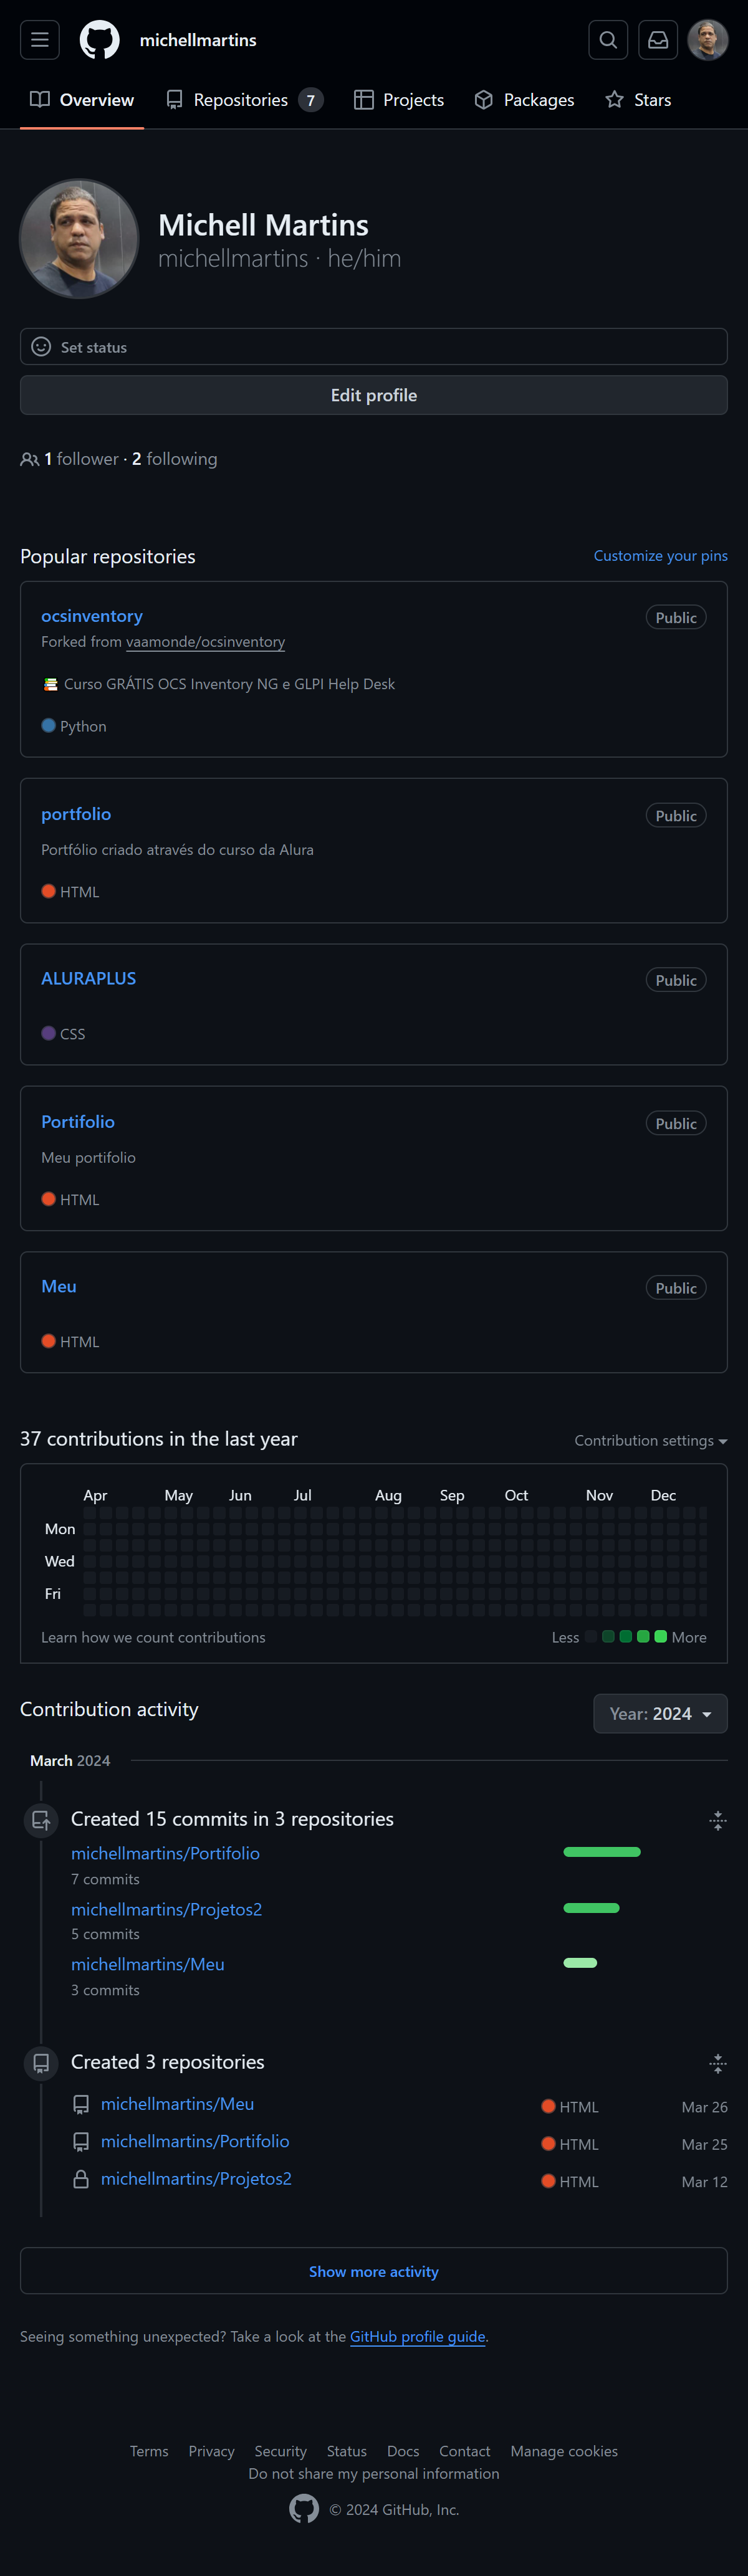 michellmartins
Overview Repositories 7 Projects Packages Stars
Michell Martins
michellmartins · he/him
Set status
Edit profile
1 follower · 2 following
Popular repositories Customize your pins
ocsinventory Public
Forked from vaamonde/ocsinventory
Curso GRÁTIS OCS Inventory NG e GLPI Help Desk
Python
portfolio Public
Portfólio criado através do curso da Alura
HTML
ALURAPLUS Public
CSS
Portifolio Public
Meu portifolio
HTML
Meu Public
HTML
37 contributions in the last year Contribution settings
Apr May Jun Jul Aug Sep Oct Nov Dec
Mon
Wed
Fri
Learn how we count contributions Less More
Contribution activity Year: 2024
March 2024
Created 15 commits in 3 repositories
michellmartins/Portifolio
7 commits
michellmartins/Projetos2
5 commits
michellmartins/Meu
3 commits
Created 3 repositories
michellmartins/Meu HTML Mar 26
michellmartins/Portifolio HTML Mar 25
michellmartins/Projetos2 HTML Mar 12
Show more activity
Seeing something unexpected? Take a look at the GitHub profile guide.
Terms Privacy Security Status Docs Contact Manage cookies
Do not share my personal information
© 2024 GitHub, Inc.